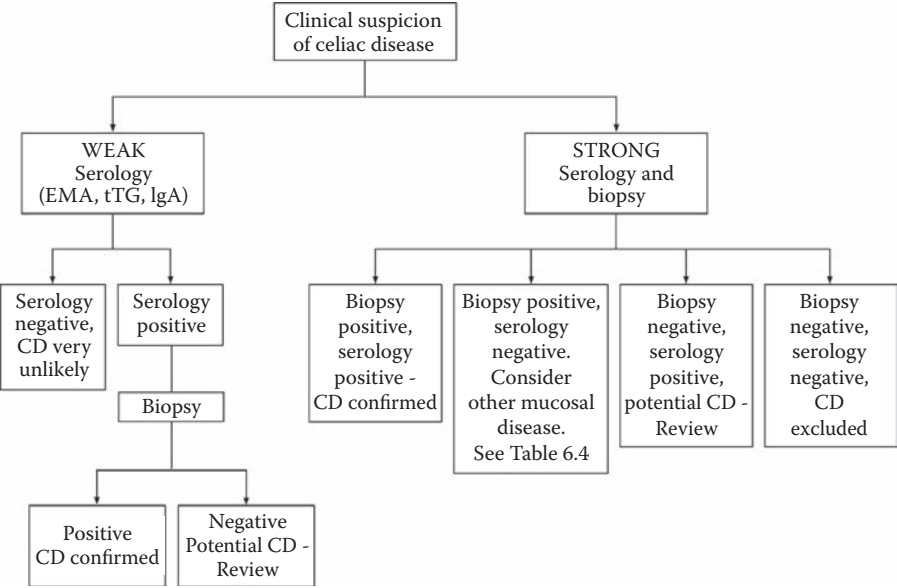 Clinical suspicion
of celiac disease
WEAK
Serology
(EMA, tTG, lgA)
STRONG
Serology and
biopsy
Serology
negative,
CD very
unlikely
Serology
positive
Biopsy
Positive
CD confirmed
Negative
Potential CD -
Review
Biopsy
positive,
serology
positive -
CD confirmed
Biopsy positive,
serology
negative.
Consider
other mucosal
disease.
See Table 6.4
Biopsy
negative,
serology
positive,
potential CD -
Review
Biopsy
negative,
serology
negative,
CD
excluded